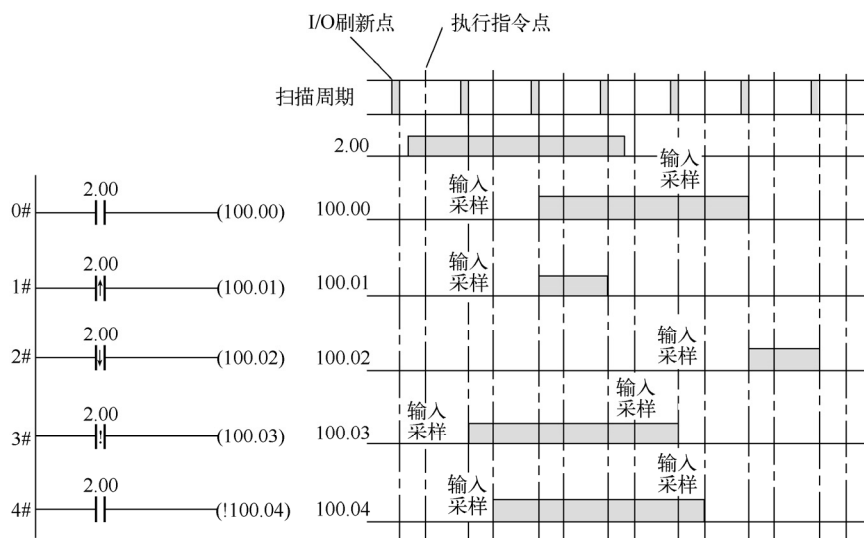 I/O刷新点 执行指令点
扫描周期
2.00
输入
采样
0# 2.00 (100.00) 100.00
输入
采样
1# 2.00 (100.01) 100.01
输入
采样
2# 2.00 (100.02) 100.02
输入
采样
3# 2.00 ! (100.03) 100.03
输入
采样
输入
采样
4# 2.00 (!100.04) 100.04
输入
采样
输入
采样